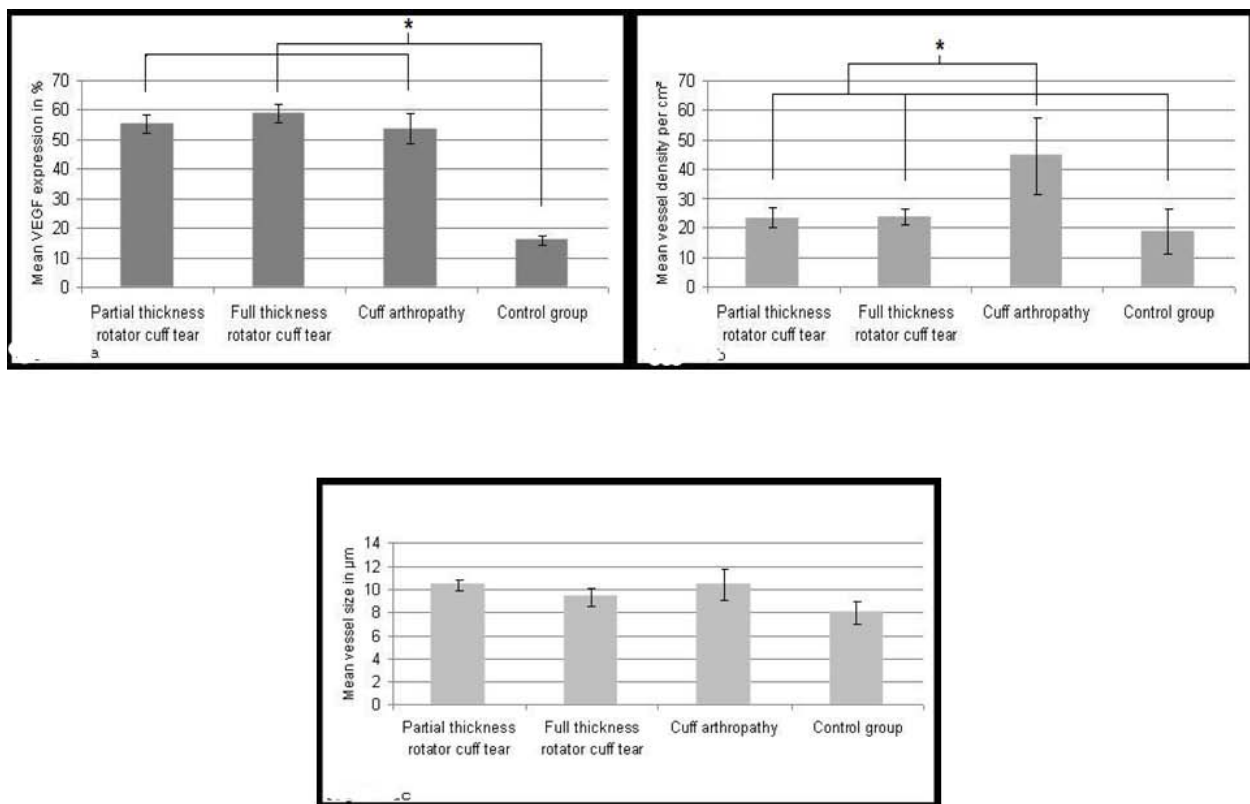 *
Mean VEGF expression in %
70
60
50
40
30
20
10
0
Partial thickness rotator cuff tear
Full thickness rotator cuff tear
Cuff arthropathy
Control group
a
*
Mean vessel density per cm²
70
60
50
40
30
20
10
0
Partial thickness rotator cuff tear
Full thickness rotator cuff tear
Cuff arthropathy
Control group
b
Mean vessel size in µm
14
12
10
8
6
4
2
0
Partial thickness rotator cuff tear
Full thickness rotator cuff tear
Cuff arthropathy
Control group
c